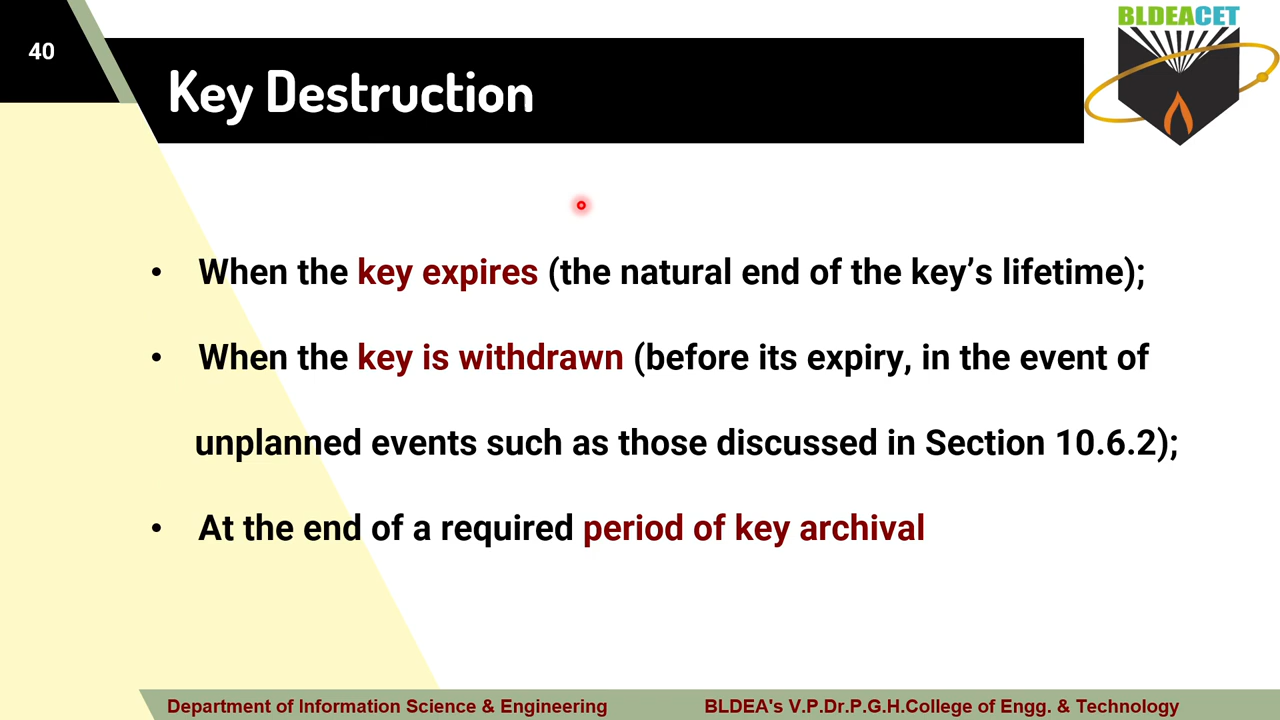 40
BLDEACET
Key Destruction
• When the key expires (the natural end of the key’s lifetime);
• When the key is withdrawn (before its expiry, in the event of
unplanned events such as those discussed in Section 10.6.2);
• At the end of a required period of key archival
Department of Information Science & Engineering BLDEA's V.P.Dr.P.G.H.College of Engg. & Technology